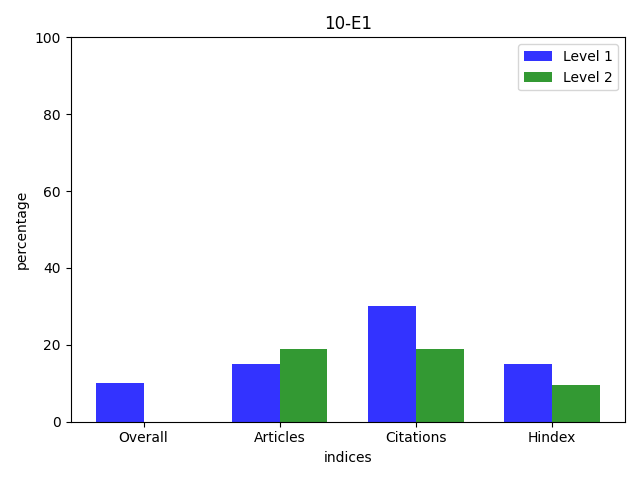 10-E1
100
80
60
40
20
0
percentage
Level 1
Level 2
Overall
Articles
Citations
Hindex
indices